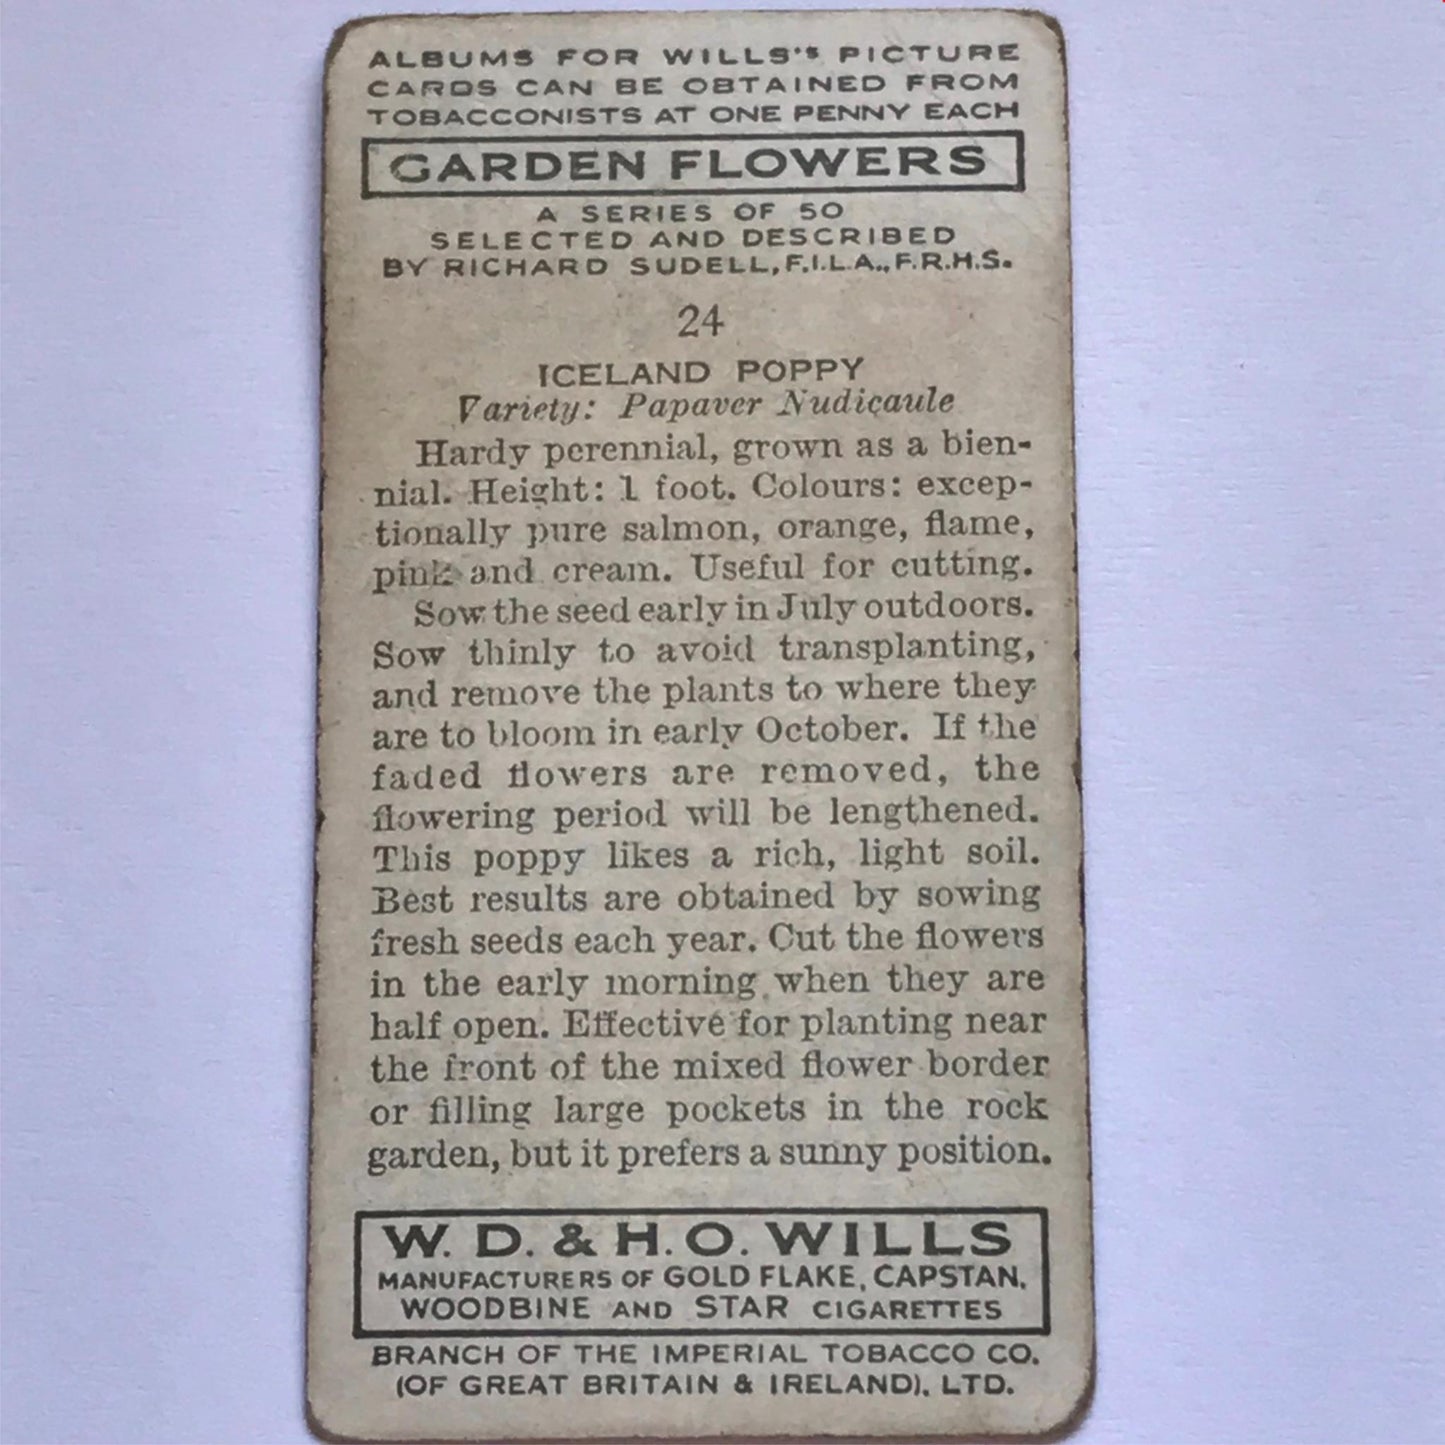 ALBUMS FOR WILLS'S PICTURE
CARDS CAN BE OBTAINED FROM
TOBACCONISTS AT ONE PENNY EACH
GARDEN FLOWERS
A SERIES OF 50
SELECTED AND DESCRIBED
BY RICHARD SUDELL, F.I.L.A., F.R.H.S.
24
ICELAND POPPY
Variety: Papaver Nudicaule
Hardy perennial, grown as a bien-
nial. Height: 1 foot. Colours: excep-
tionally pure salmon, orange, flame,
pink and cream. Useful for cutting.
Sow the seed early in July outdoors.
Sow thinly to avoid transplanting,
and remove the plants to where they
are to bloom in early October. If the
faded flowers are removed, the
flowering period will be lengthened.
This poppy likes a rich, light soil.
Best results are obtained by sowing
fresh seeds each year. Cut the flowers
in the early morning when they are
half open. Effective for planting near
the front of the mixed flower border
or filling large pockets in the rock
garden, but it prefers a sunny position.
W. D. & H. O. WILLS
MANUFACTURERS OF GOLD FLAKE, CAPSTAN,
WOODBINE AND STAR CIGARETTES
BRANCH OF THE IMPERIAL TOBACCO CO.
(OF GREAT BRITAIN & IRELAND), LTD.